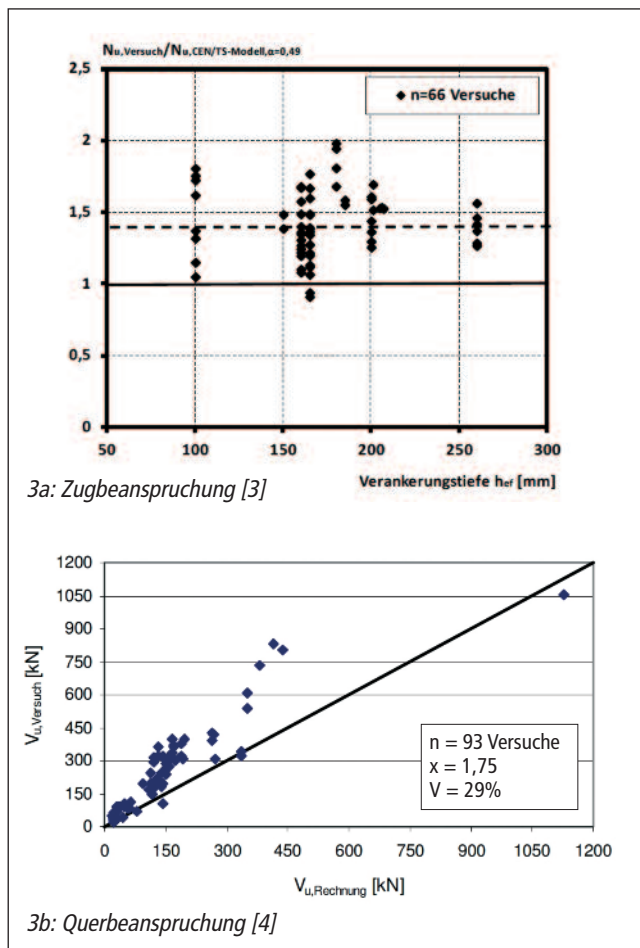 N u,Versuch/N u,CEN/TS-Modell,α=0,49
2,5
◆ n=66 Versuche
2
1,5
1
0,5
0
50 100 150 200 250 300
Verankerungstiefe hef [mm]
3a: Zugbeanspruchung [3]
1200
1050
900
750
600
450
300
150
0
Vu,Versuch [kN]
n = 93 Versuche
x = 1,75
V = 29%
0 150 300 450 600 750 900 1050 1200
Vu,Rechnung [kN]
3b: Querbeanspruchung [4]